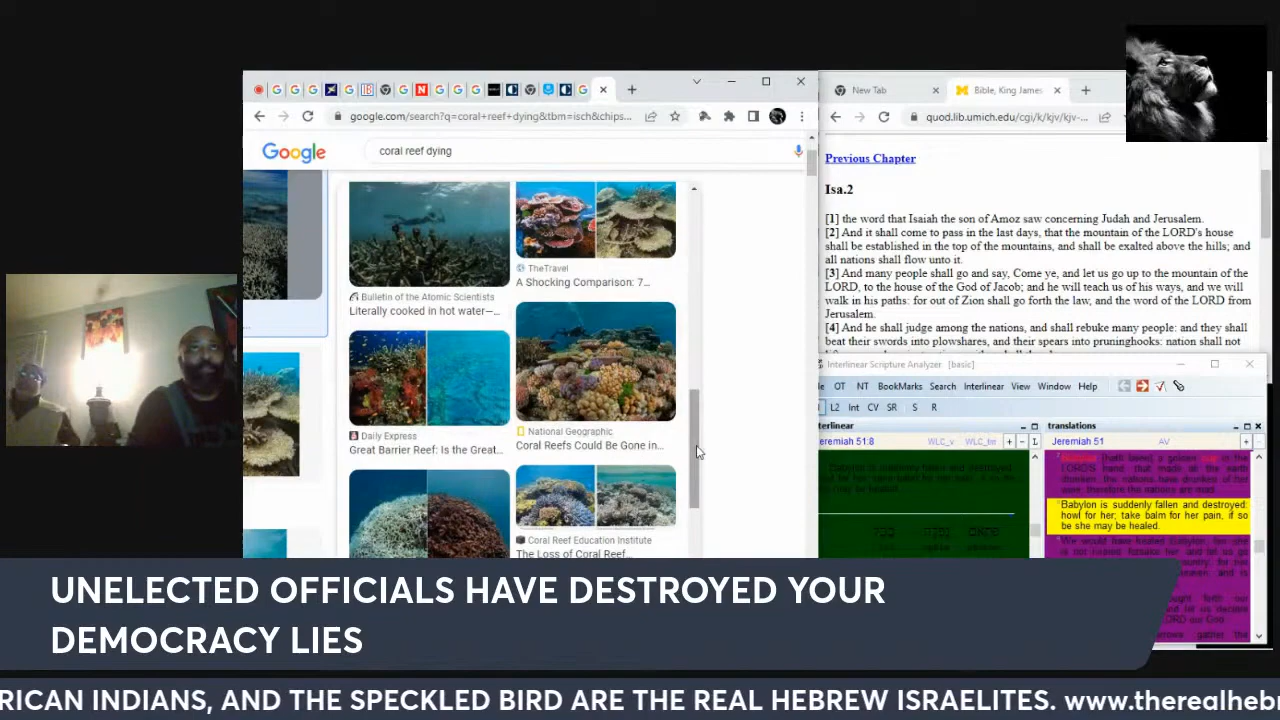 google.com/search?q=coral+reef+dying&tbm=isch&chips...
Google
coral reef dying
Bulletin of the Atomic Scientists
Literally cooked in hot water—...
TheTravel
A Shocking Comparison: 7...
Daily Express
Great Barrier Reef: Is the Great...
National Geographic
Coral Reefs Could Be Gone in...
Coral Reef Education Institute
The Loss of Coral Reef...
New Tab
Bible, King James
quod.lib.umich.edu/cgi/k/kjv/kjv-...
Previous Chapter
Isa.2
[1] the word that Isaiah the son of Amoz saw concerning Judah and Jerusalem.
[2] And it shall come to pass in the last days, that the mountain of the LORD's house
shall be established in the top of the mountains, and shall be exalted above the hills; and
all nations shall flow unto it.
[3] And many people shall go and say, Come ye, and let us go up to the mountain of the
LORD, to the house of the God of Jacob; and he will teach us of his ways, and we will
walk in his paths: for out of Zion shall go forth the law, and the word of the LORD from
Jerusalem.
[4] And he shall judge among the nations, and shall rebuke many people: and they shall
beat their swords into plowshares, and their spears into pruninghooks: nation shall not
Interlinear Scripture Analyzer [basic]
OT NT BookMarks Search Interlinear View Window Help
L2 Int CV SR S R
terlinear
eremiah 51:8 WLC_v WLC_tw
translations
Jeremiah 51 AV
Babylon is suddenly fallen and destroyed:
howl for her; take balm for her pain, if so
be she may be healed.
UNELECTED OFFICIALS HAVE DESTROYED YOUR
DEMOCRACY LIES
RICAN INDIANS, AND THE SPECKLED BIRD ARE THE REAL HEBREW ISRAELITES. www.therealheb